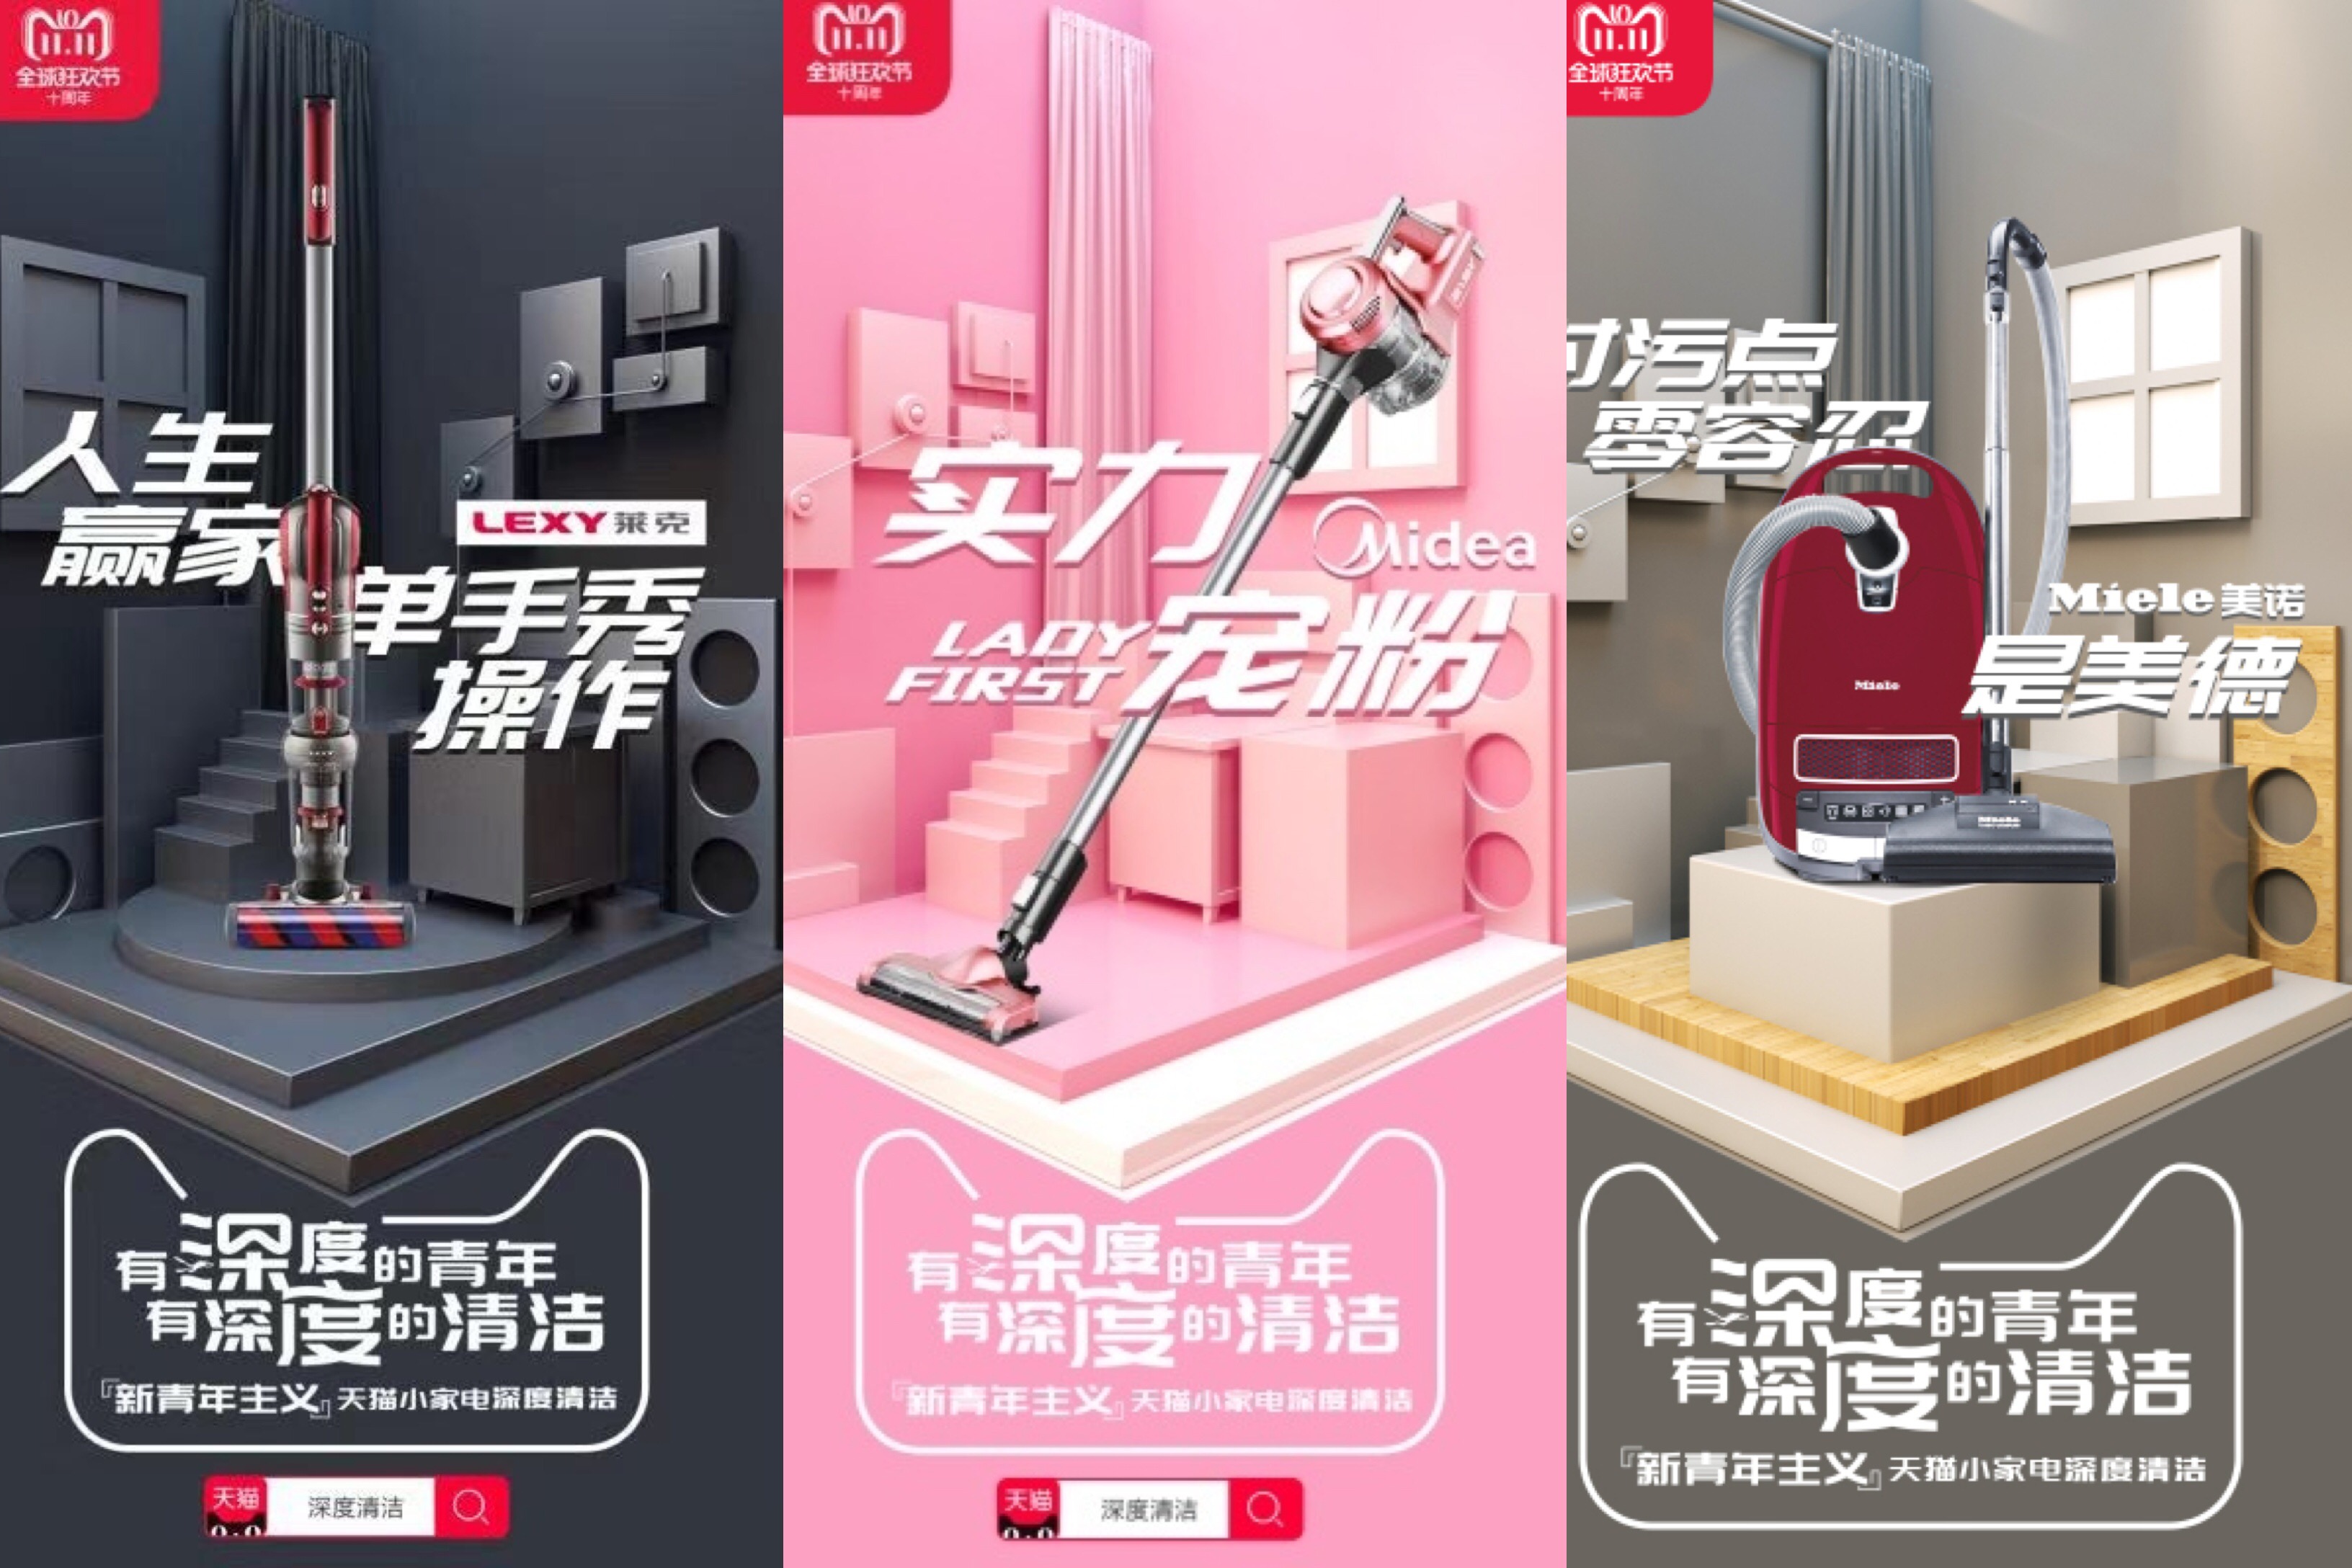 10
11.11
全球狂欢节
十周年
人生
赢家
LEXY莱克
单手秀
操作
有深度的青年
有深度的清洁
『新青年主义』天猫小家电深度清洁
天猫
深度清洁
10
11.11
全球狂欢节
十周年
实力
Midea
LADY
FIRST
宠粉
有深度的青年
有深度的清洁
『新青年主义』天猫小家电深度清洁
天猫
深度清洁
10
11.11
全球狂欢节
十周年
对污点
零容忍
Miele美诺
是美德
Miele
Miele
有深度的青年
有深度的清洁
『新青年主义』天猫小家电深度清洁